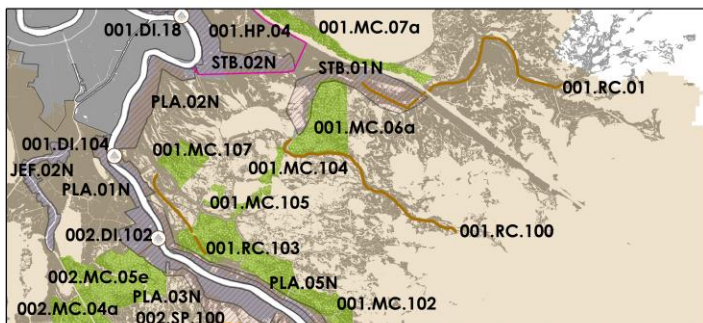 001.DI.18
001.HP.04
001.MC.07a
STB.02N
STB.01N
001.RC.01
PLA.02N
001.MC.06a
001.DI.104
001.MC.107
JEF.02N
001.MC.104
PLA.01N
001.MC.105
002.DI.102
001.RC.100
001.RC.103
002.MC.05e
PLA.05N
PLA.03N
002.MC.04a
001.MC.102
002.SP.100